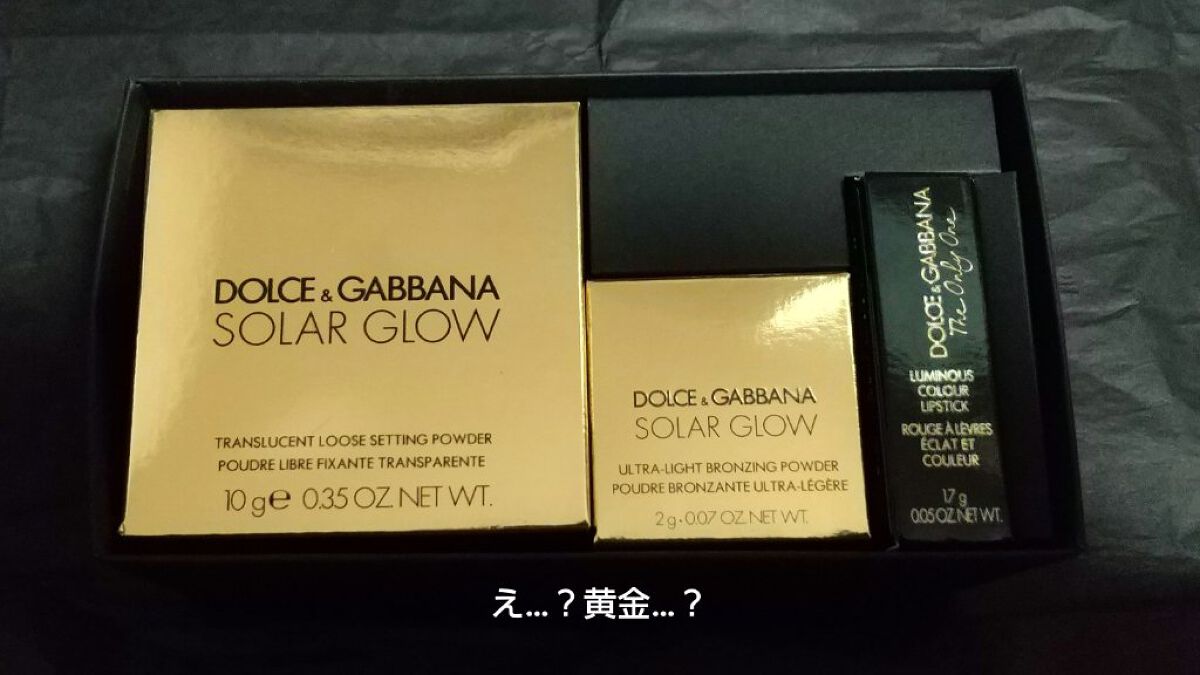 DOLCE & GABBANA
SOLAR GLOW
TRANSLUCENT LOOSE SETTING POWDER
POUDRE LIBRE FIXANTE TRANSPARENTE
10 g e 0.35 OZ. NET WT.
DOLCE & GABBANA
SOLAR GLOW
ULTRA-LIGHT BRONZING POWDER
POUDRE BRONZANTE ULTRA-LÉGÈRE
2 g · 0.07 OZ. NET WT.
DOLCE & GABBANA
The Only One
LUMINOUS
COLOUR
LIPSTICK
ROUGE À LÈVRES
ÉCLAT ET
COULEUR
1.7 g
0.05 OZ. NET WT.
え...？黄金...？